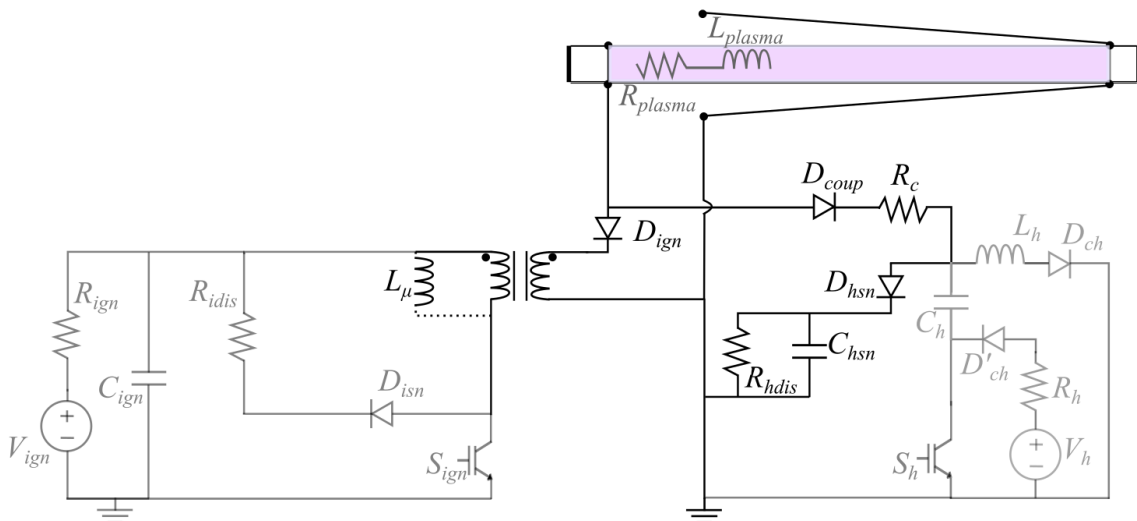 L_plasma
R_plasma
D_coup
R_c
D_ign
L_h
D_ch
R_ign
R_idis
L_μ
D_hsn
C_h
C_hsn
D'_ch
C_ign
D_isn
R_hdis
R_h
V_ign
+
−
S_ign
S_h
+
−
V_h